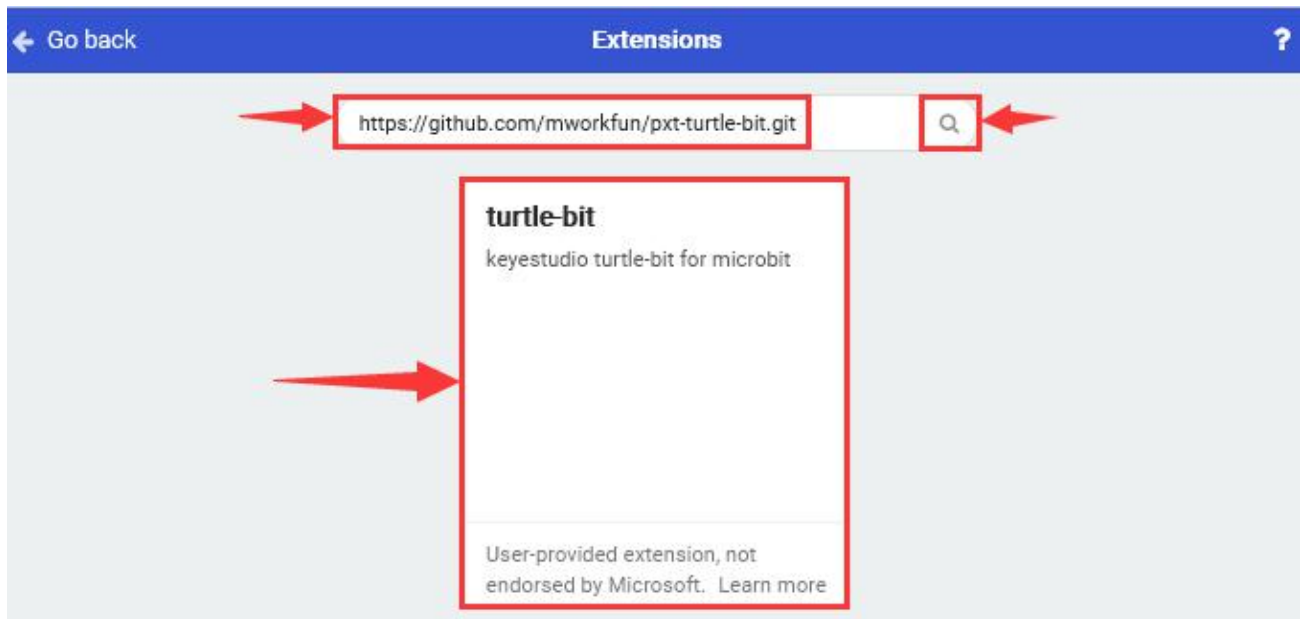 Go back
Extensions
?
https://github.com/mworkfun/pxt-turtle-bit.git
turtle-bit
keyestudio turtle-bit for microbit
User-provided extension, not
endorsed by Microsoft. Learn more